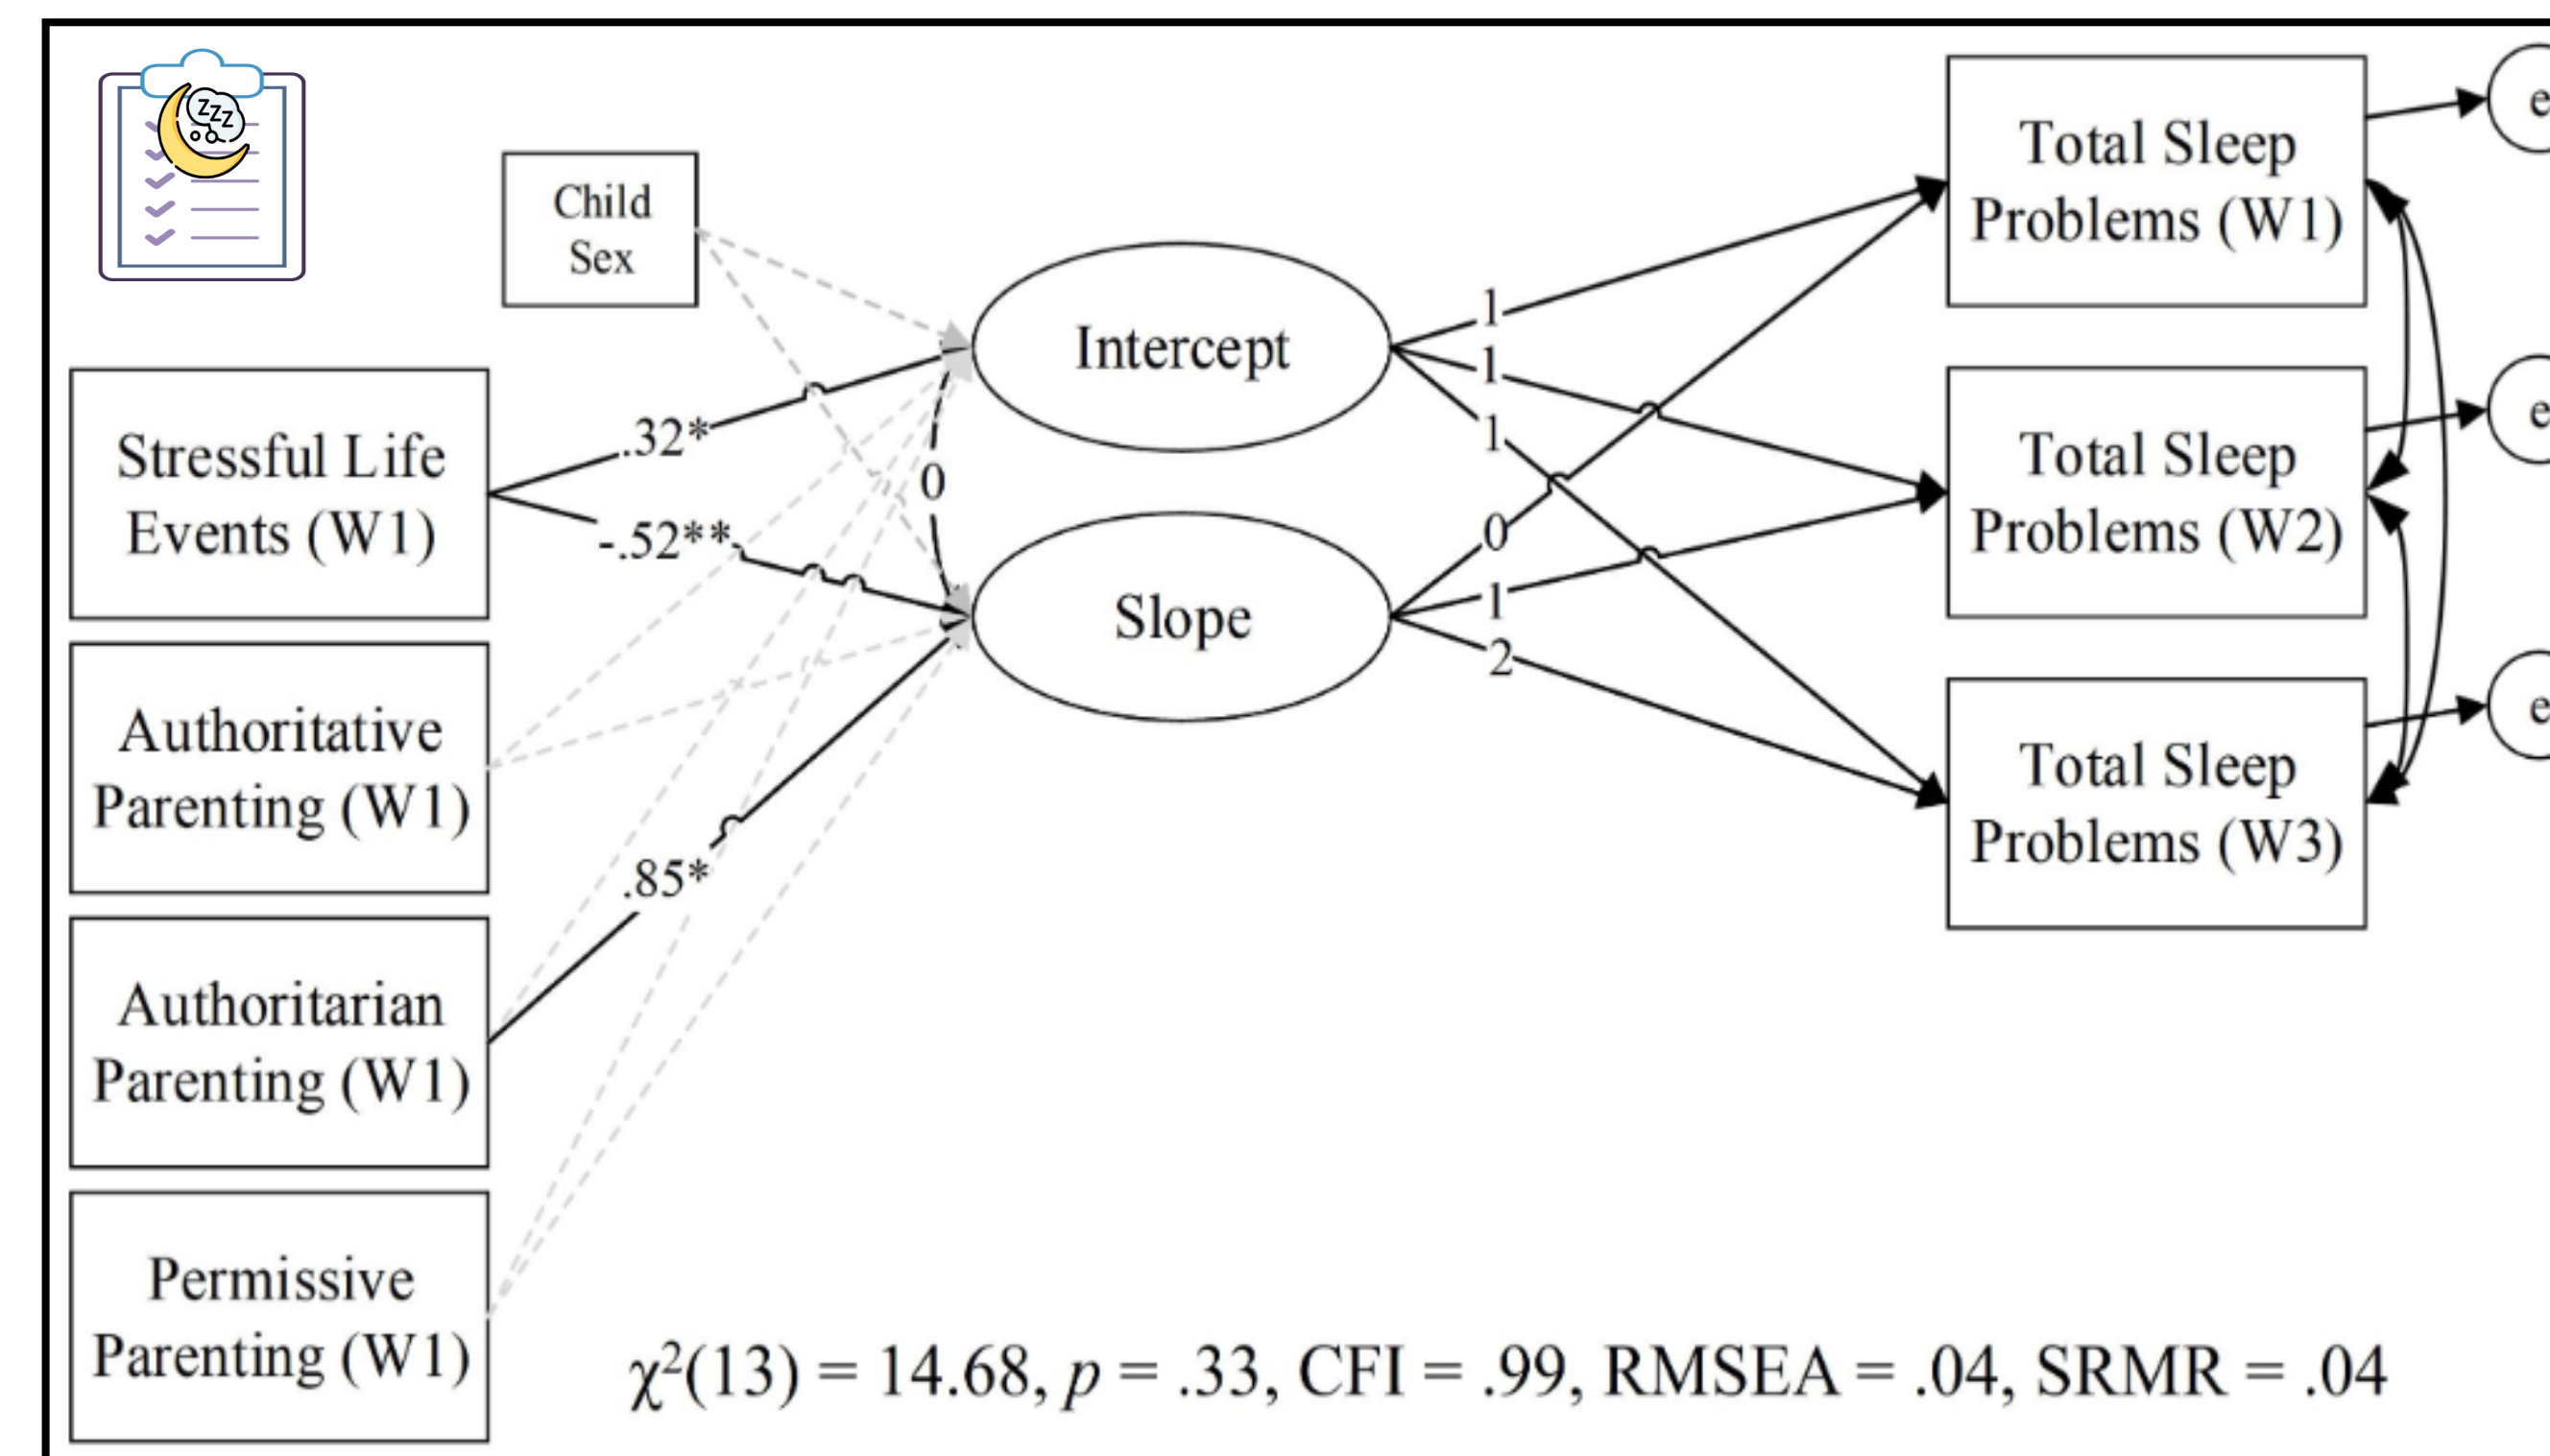 zzz
Child
Sex
Stressful Life
Events (W1)
Authoritative
Parenting (W1)
Authoritarian
Parenting (W1)
Permissive
Parenting (W1)
.32*
-.52**
.85*
0
Intercept
Slope
1
1
1
0
1
2
Total Sleep
Problems (W1)
e
Total Sleep
Problems (W2)
e
Total Sleep
Problems (W3)
e
χ²(13) = 14.68, p = .33, CFI = .99, RMSEA = .04, SRMR = .04